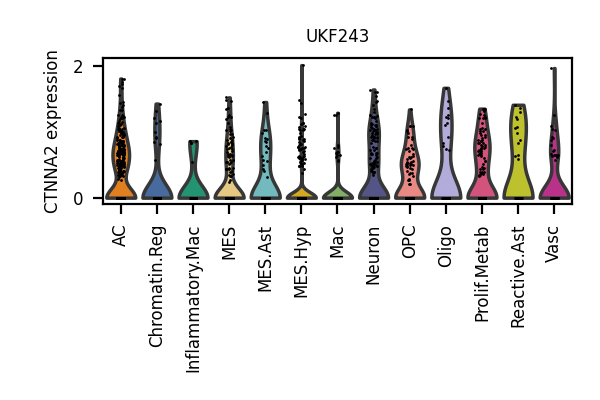 UKF243
CTNNA2 expression
2
0
AC
Chromatin.Reg
Inflammatory.Mac
MES
MES.Ast
MES.Hyp
Mac
Neuron
OPC
Oligo
Prolif.Metab
Reactive.Ast
Vasc